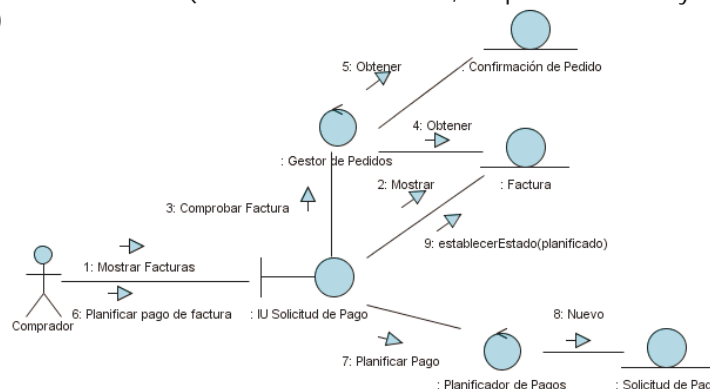 5: Obtener
: Confirmación de Pedido
4: Obtener
: Gestor de Pedidos
2: Mostrar
: Factura
3: Comprobar Factura
9: establecerEstado(planificado)
1: Mostrar Facturas
6: Planificar pago de factura
: IU Solicitud de Pago
8: Nuevo
Comprador
7: Planificar Pago
: Planificador de Pagos
: Solicitud de